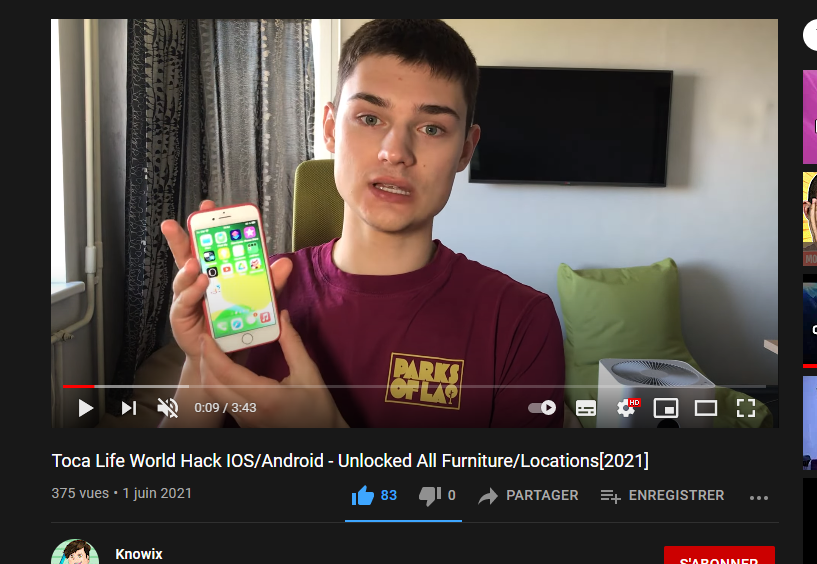 PARKS
OF LA
0:09 / 3:43
HD
Toca Life World Hack IOS/Android - Unlocked All Furniture/Locations[2021]
375 vues • 1 juin 2021
83
0
PARTAGER
ENREGISTRER
Knowix
S'ABONNER